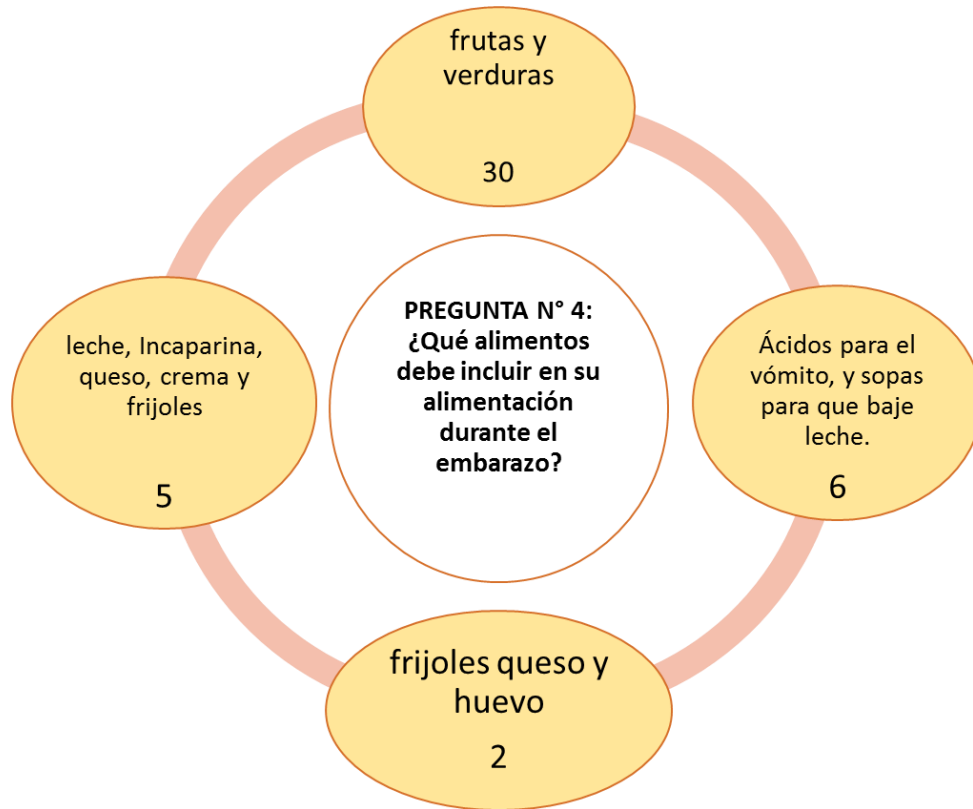 frutas y
verduras
30
leche, Incaparina,
queso, crema y
frijoles
5
PREGUNTA N° 4:
¿Qué alimentos
debe incluir en su
alimentación
durante el
embarazo?
Ácidos para el
vómito, y sopas
para que baje
leche.
6
frijoles queso y
huevo
2